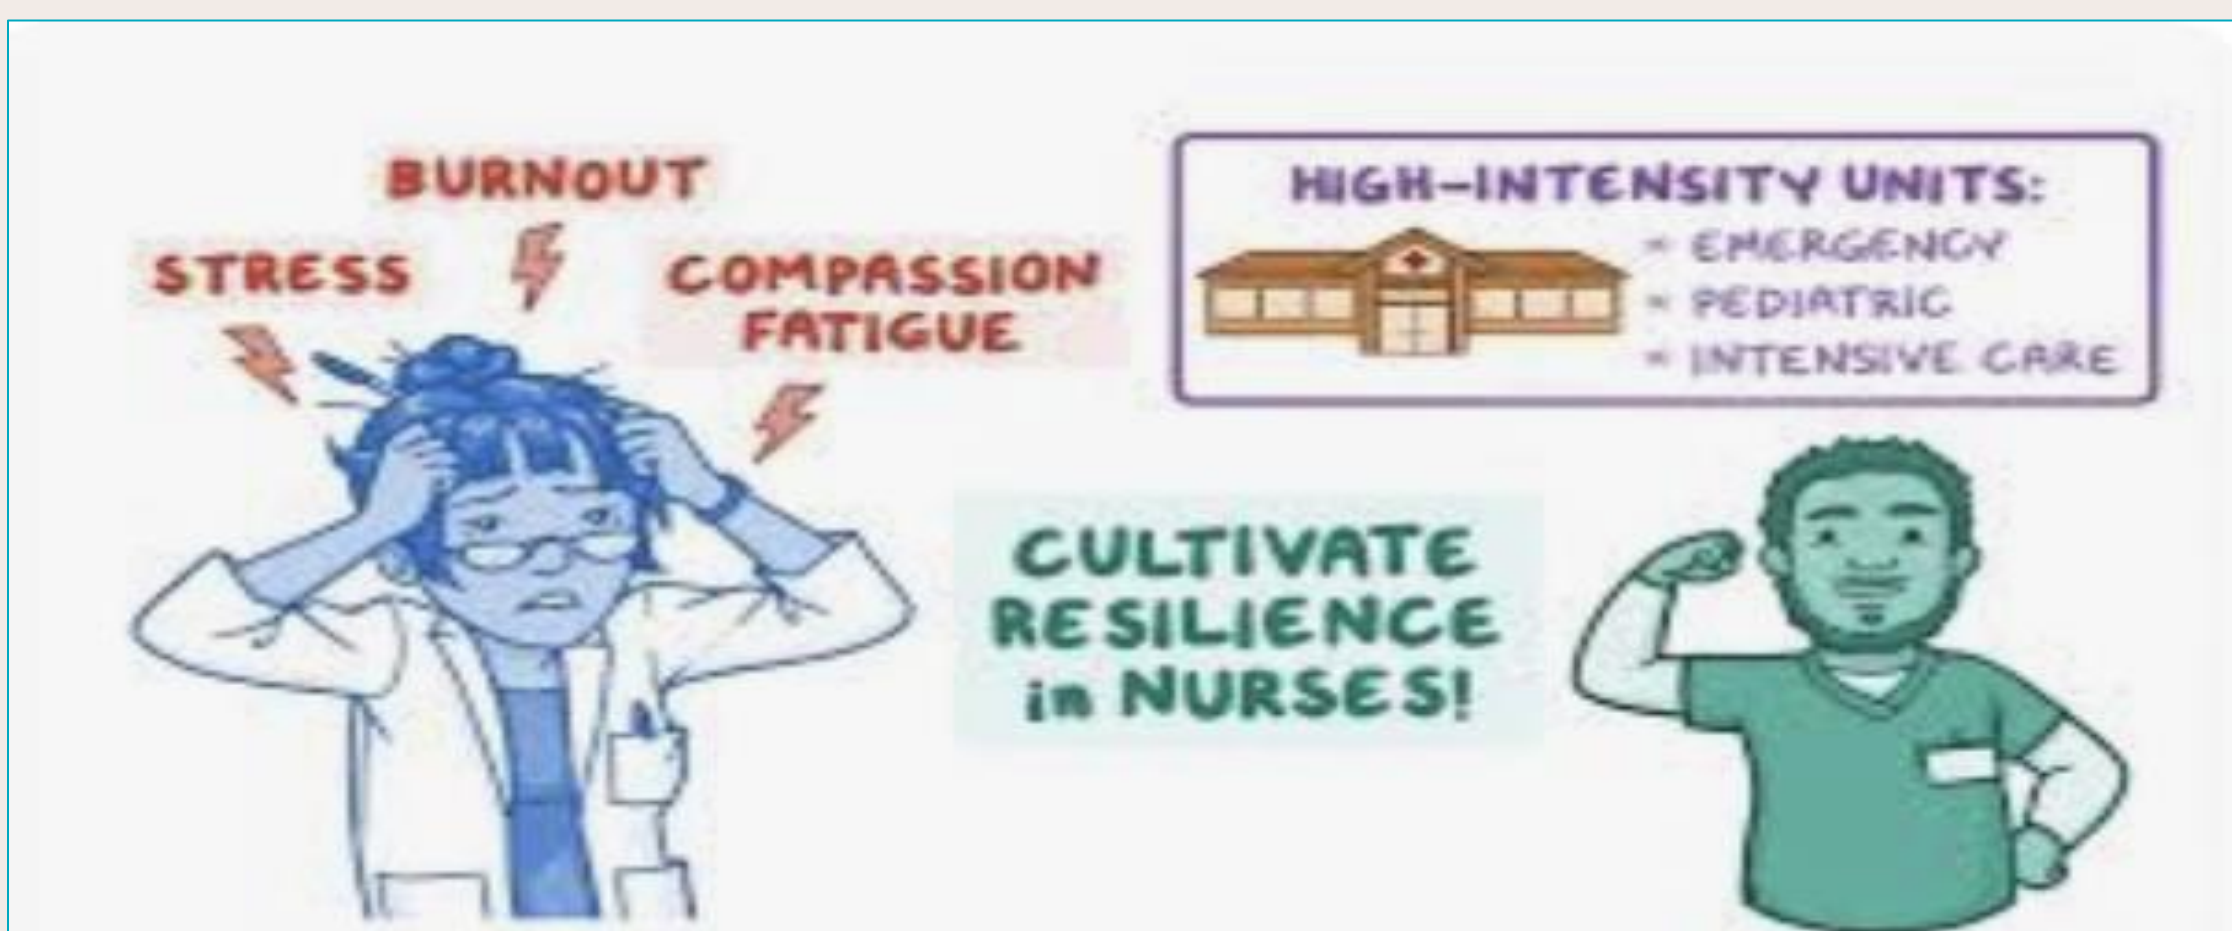 BURNOUT
STRESS
COMPASSION
FATIGUE
HIGH-INTENSITY UNITS:
- EMERGENCY
- PEDIATRIC
- INTENSIVE CARE
CULTIVATE
RESILIENCE
in NURSES!